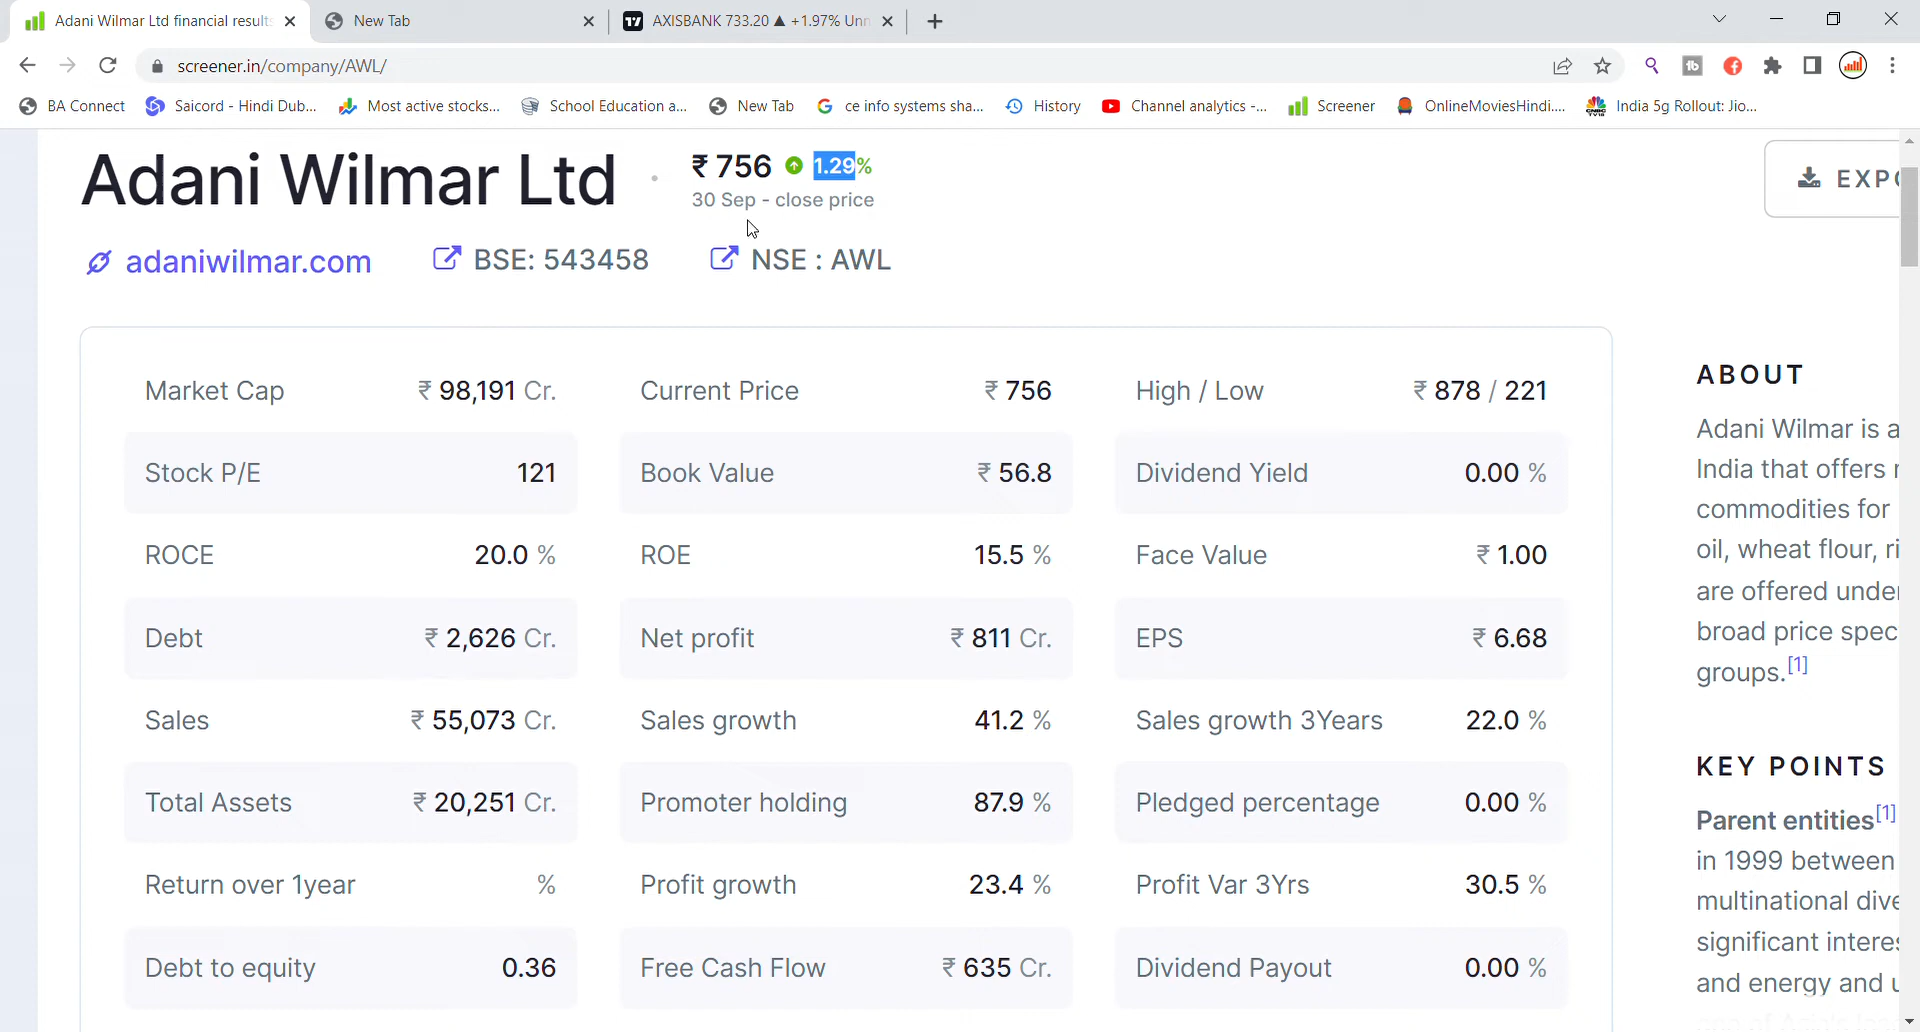 Adani Wilmar Ltd financial results
New Tab
AXISBANK 733.20 ▲ +1.97% Unn
screener.in/company/AWL/
BA Connect
Saicord - Hindi Dub...
Most active stocks...
School Education a...
New Tab
ce info systems sha...
History
Channel analytics -...
Screener
OnlineMoviesHindi....
India 5g Rollout: Jio...
Adani Wilmar Ltd
₹ 756 1.29%
30 Sep - close price
EXPO
adaniwilmar.com
BSE: 543458
NSE : AWL
Market Cap ₹ 98,191 Cr.
Current Price ₹ 756
High / Low ₹ 878 / 221
Stock P/E 121
Book Value ₹ 56.8
Dividend Yield 0.00 %
ROCE 20.0 %
ROE 15.5 %
Face Value ₹ 1.00
Debt ₹ 2,626 Cr.
Net profit ₹ 811 Cr.
EPS ₹ 6.68
Sales ₹ 55,073 Cr.
Sales growth 41.2 %
Sales growth 3Years 22.0 %
Total Assets ₹ 20,251 Cr.
Promoter holding 87.9 %
Pledged percentage 0.00 %
Return over 1year %
Profit growth 23.4 %
Profit Var 3Yrs 30.5 %
Debt to equity 0.36
Free Cash Flow ₹ 635 Cr.
Dividend Payout 0.00 %
ABOUT
Adani Wilmar is a
India that offers
commodities for
oil, wheat flour, ri
are offered under
broad price spec
groups.[1]
KEY POINTS
Parent entities[1]
in 1999 between
multinational dive
significant interes
and energy and u